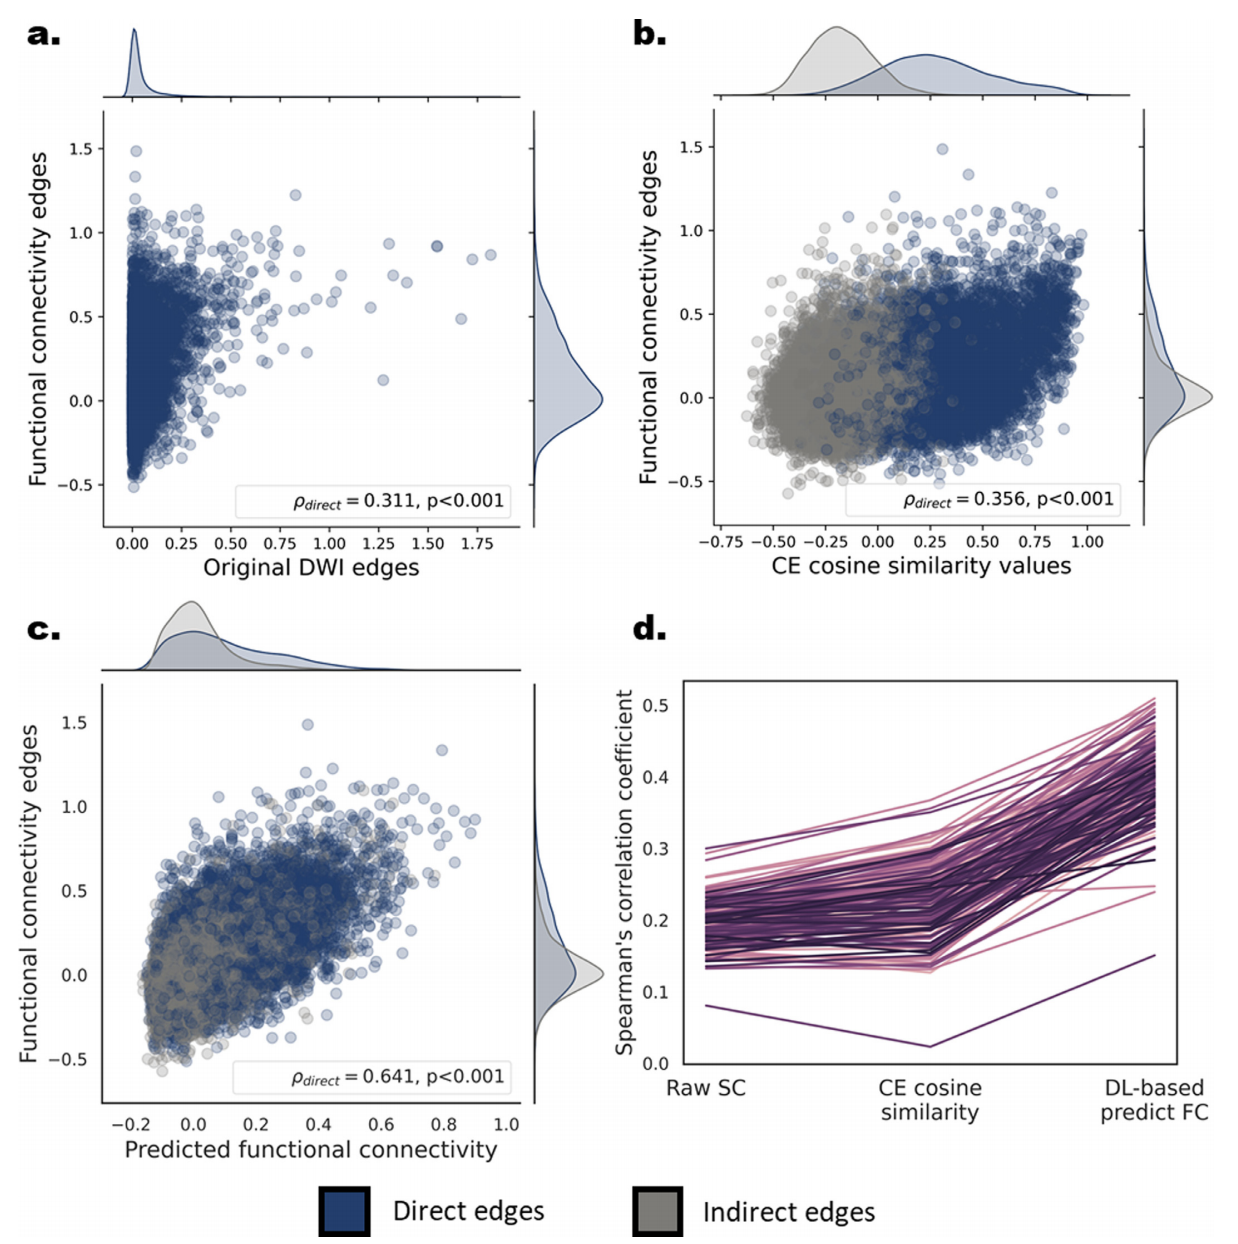 a.
Functional connectivity edges
1.5
1.0
0.5
0.0
−0.5
ρdirect = 0.311, p<0.001
0.00 0.25 0.50 0.75 1.00 1.25 1.50 1.75
Original DWI edges
b.
Functional connectivity edges
1.5
1.0
0.5
0.0
−0.5
ρdirect = 0.356, p<0.001
−0.75 −0.50 −0.25 0.00 0.25 0.50 0.75 1.00
CE cosine similarity values
c.
Functional connectivity edges
1.5
1.0
0.5
0.0
−0.5
ρdirect = 0.641, p<0.001
−0.2 0.0 0.2 0.4 0.6 0.8 1.0
Predicted functional connectivity
d.
Spearman's correlation coefficient
0.5
0.4
0.3
0.2
0.1
0.0
Raw SC
CE cosine
similarity
DL-based
predict FC
Direct edges
Indirect edges